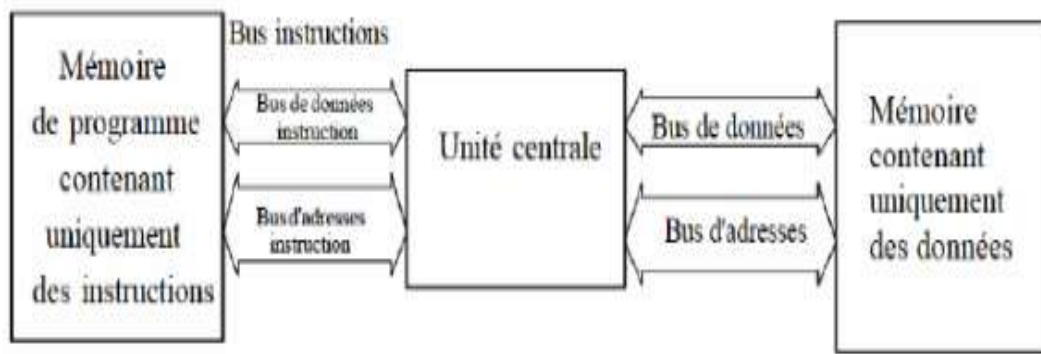 Mémoire
de programme
contenant
uniquement
des instructions
Bus instructions
Bus de données
instruction
Bus d'adresses
instruction
Unité centrale
Bus de données
Bus d'adresses
Mémoire
contenant
uniquement
des données